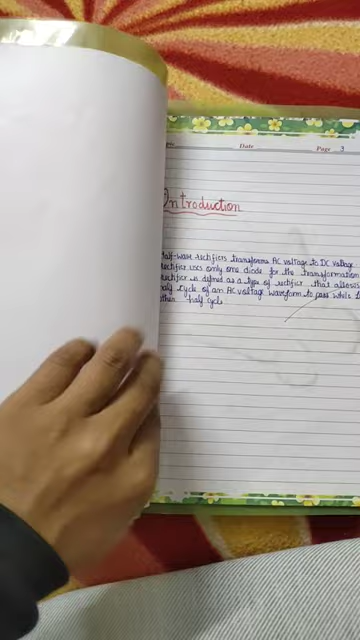 Date Page 3
Introduction
Half-wave rectifiers transforms AC voltage to DC voltage
rectifier uses only one diode for the transformation
rectifier is defined as a type of rectifier that allows
half cycle of an AC voltage waveform to pass while
other half cycle.